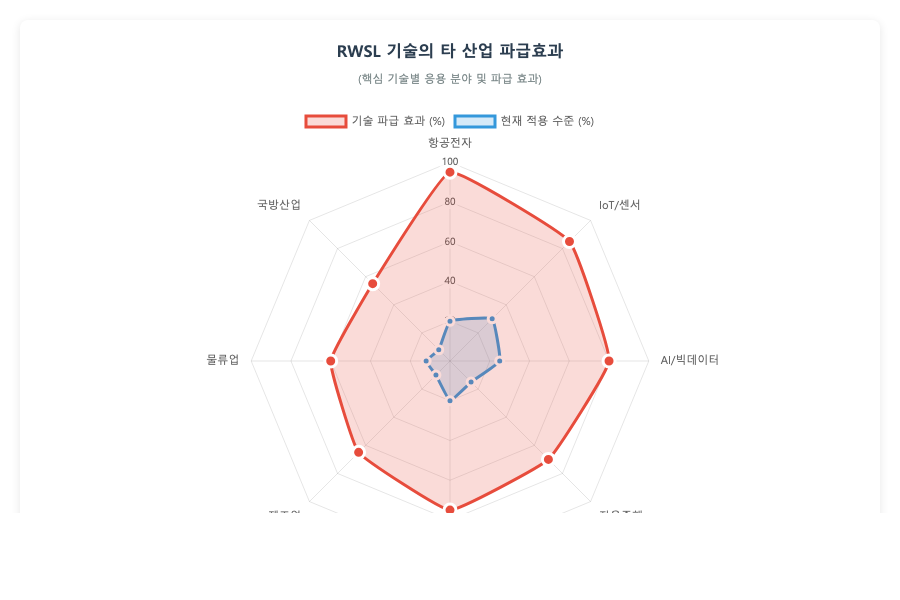 RWSL 기술의 타 산업 파급효과
(핵심 기술별 응용 분야 및 파급 효과)
기술 파급 효과 (%)
현재 적용 수준 (%)
항공전자
100
국방산업
80
IoT/센서
60
40
물류업
AI/빅데이터